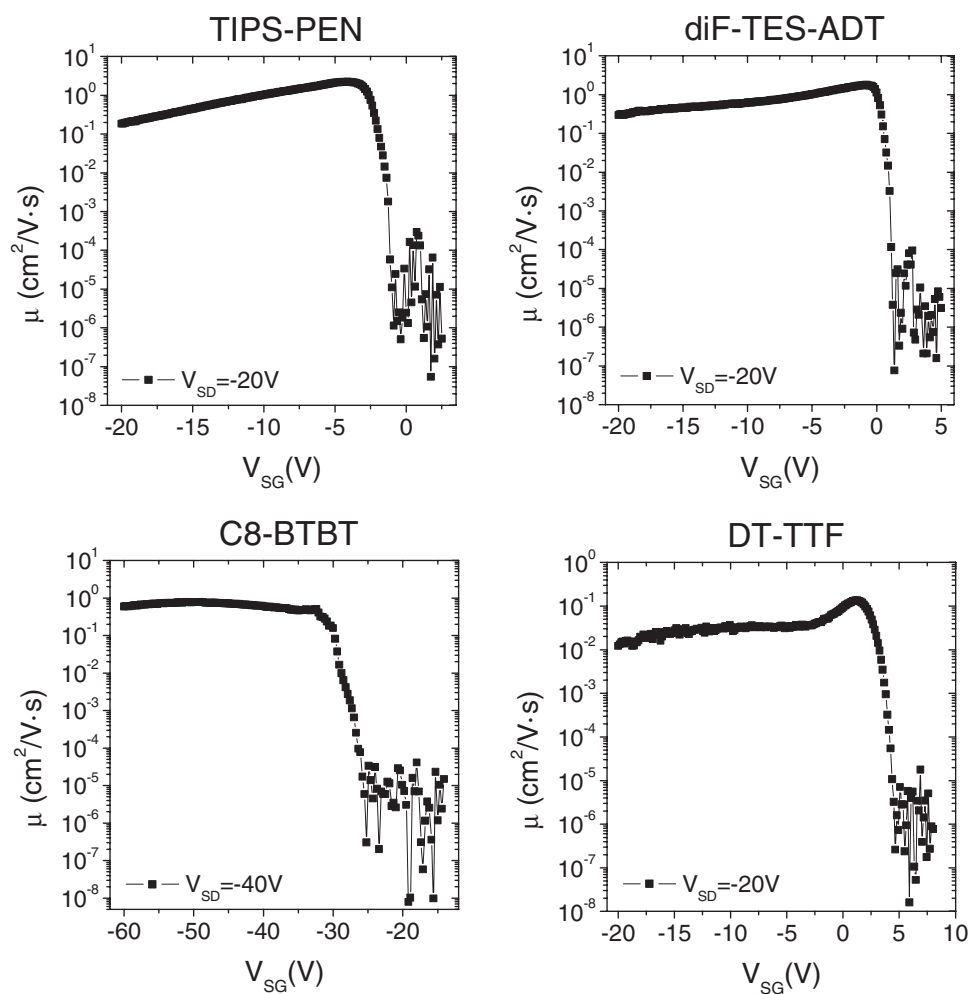 TIPS-PEN
10¹
10⁰
10⁻¹
10⁻²
10⁻³
10⁻⁴
10⁻⁵
10⁻⁶
10⁻⁷
10⁻⁸
μ (cm²/V·s)
V_SD=-20V
-20 -15 -10 -5 0
V_SG(V)
diF-TES-ADT
10¹
10⁰
10⁻¹
10⁻²
10⁻³
10⁻⁴
10⁻⁵
10⁻⁶
10⁻⁷
10⁻⁸
μ (cm²/V·s)
V_SD=-20V
-20 -15 -10 -5 0 5
V_SG(V)
C8-BTBT
10¹
10⁰
10⁻¹
10⁻²
10⁻³
10⁻⁴
10⁻⁵
10⁻⁶
10⁻⁷
10⁻⁸
μ (cm²/V·s)
V_SD=-40V
-60 -50 -40 -30 -20
V_SG(V)
DT-TTF
10⁰
10⁻¹
10⁻²
10⁻³
10⁻⁴
10⁻⁵
10⁻⁶
10⁻⁷
10⁻⁸
μ (cm²/V·s)
V_SD=-20V
-20 -15 -10 -5 0 5 10
V_SG(V)